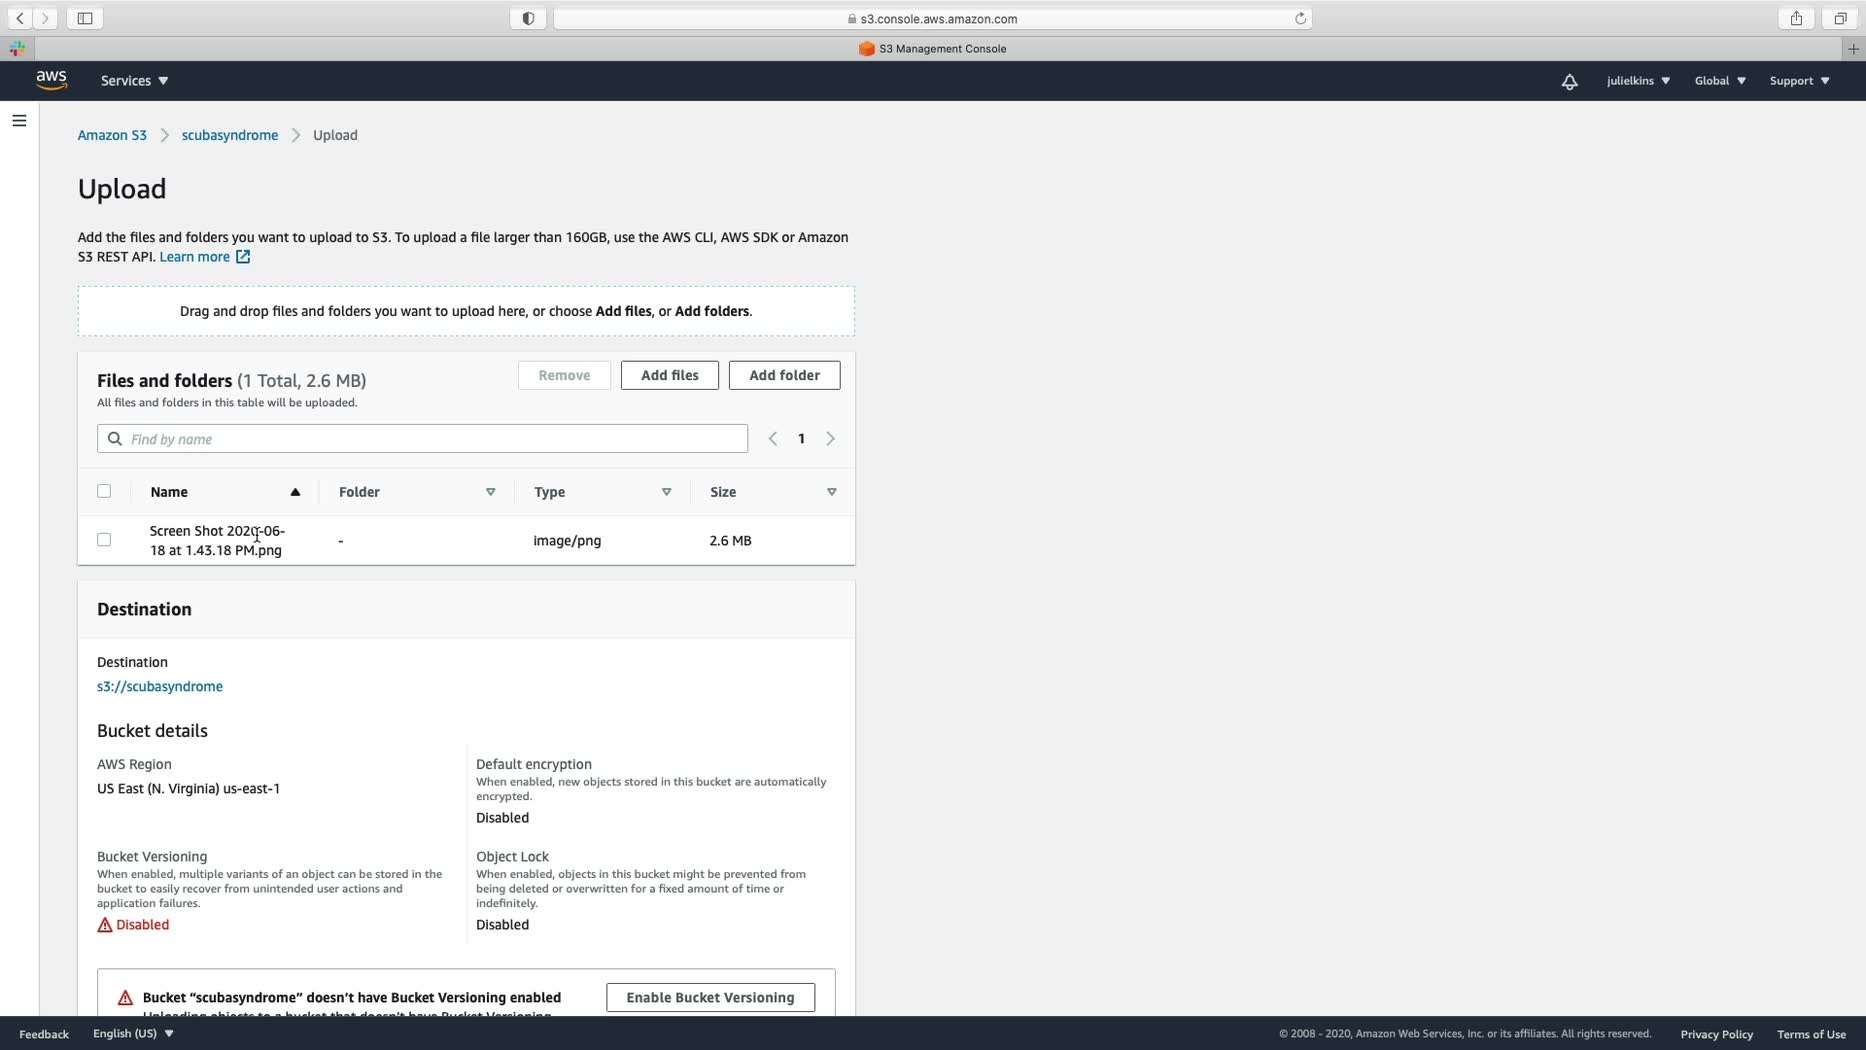 s3.console.aws.amazon.com
S3 Management Console
aws
Services
julielkins
Global
Support
Amazon S3
scubasyndrome
Upload
Upload
Add the files and folders you want to upload to S3. To upload a file larger than 160GB, use the AWS CLI, AWS SDK or Amazon
S3 REST API. Learn more
Drag and drop files and folders you want to upload here, or choose Add files, or Add folders.
Files and folders (1 Total, 2.6 MB)
All files and folders in this table will be uploaded.
Remove
Add files
Add folder
Find by name
1
Name
Folder
Type
Size
Screen Shot 2020-06-
18 at 1.43.18 PM.png
-
image/png
2.6 MB
Destination
Destination
s3://scubasyndrome
Bucket details
AWS Region
US East (N. Virginia) us-east-1
Default encryption
When enabled, new objects stored in this bucket are automatically
encrypted.
Disabled
Bucket Versioning
When enabled, multiple variants of an object can be stored in the
bucket to easily recover from unintended user actions and
application failures.
Disabled
Object Lock
When enabled, objects in this bucket might be prevented from
being deleted or overwritten for a fixed amount of time or
indefinitely.
Disabled
Bucket “scubasyndrome” doesn’t have Bucket Versioning enabled
Enable Bucket Versioning
Uploading objects to a bucket that doesn’t have Bucket Versioning
Feedback
English (US)
© 2008 - 2020, Amazon Web Services, Inc. or its affiliates. All rights reserved.
Privacy Policy
Terms of Use